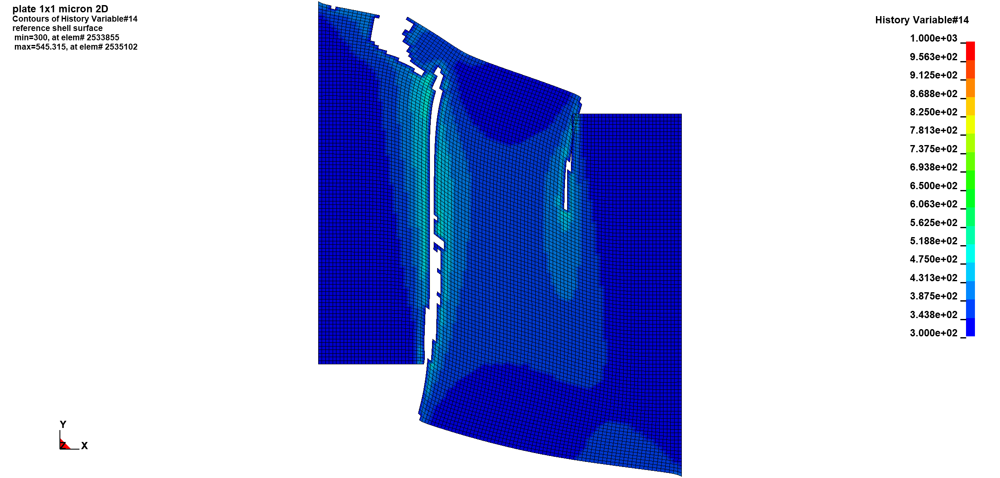 plate 1x1 micron 2D
Contours of History Variable#14
reference shell surface
min=300, at elem# 2533855
max=545.315, at elem# 2535102
History Variable#14
1.000e+03
9.563e+02
9.125e+02
8.688e+02
8.250e+02
7.813e+02
7.375e+02
6.938e+02
6.500e+02
6.063e+02
5.625e+02
5.188e+02
4.750e+02
4.313e+02
3.875e+02
3.438e+02
3.000e+02
Y
Z
X